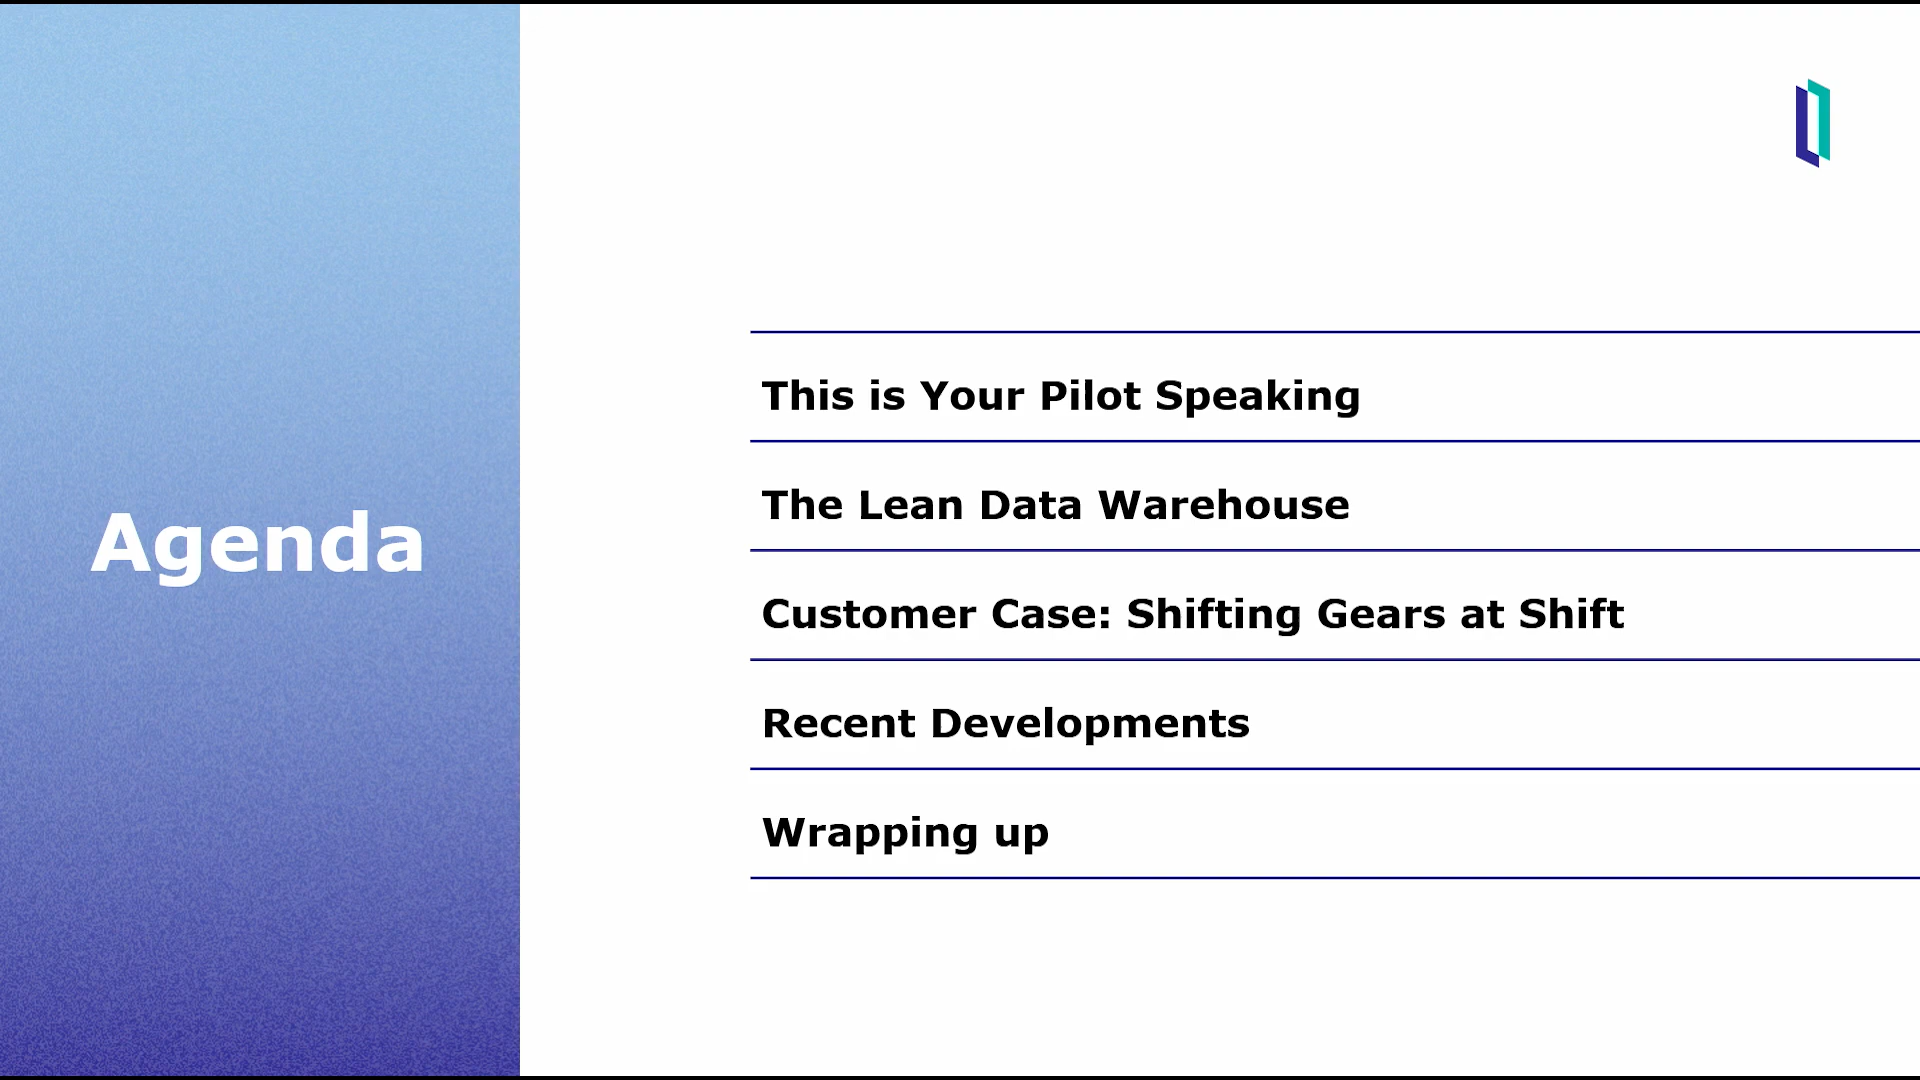 Agenda
This is Your Pilot Speaking
The Lean Data Warehouse
Customer Case: Shifting Gears at Shift
Recent Developments
Wrapping up